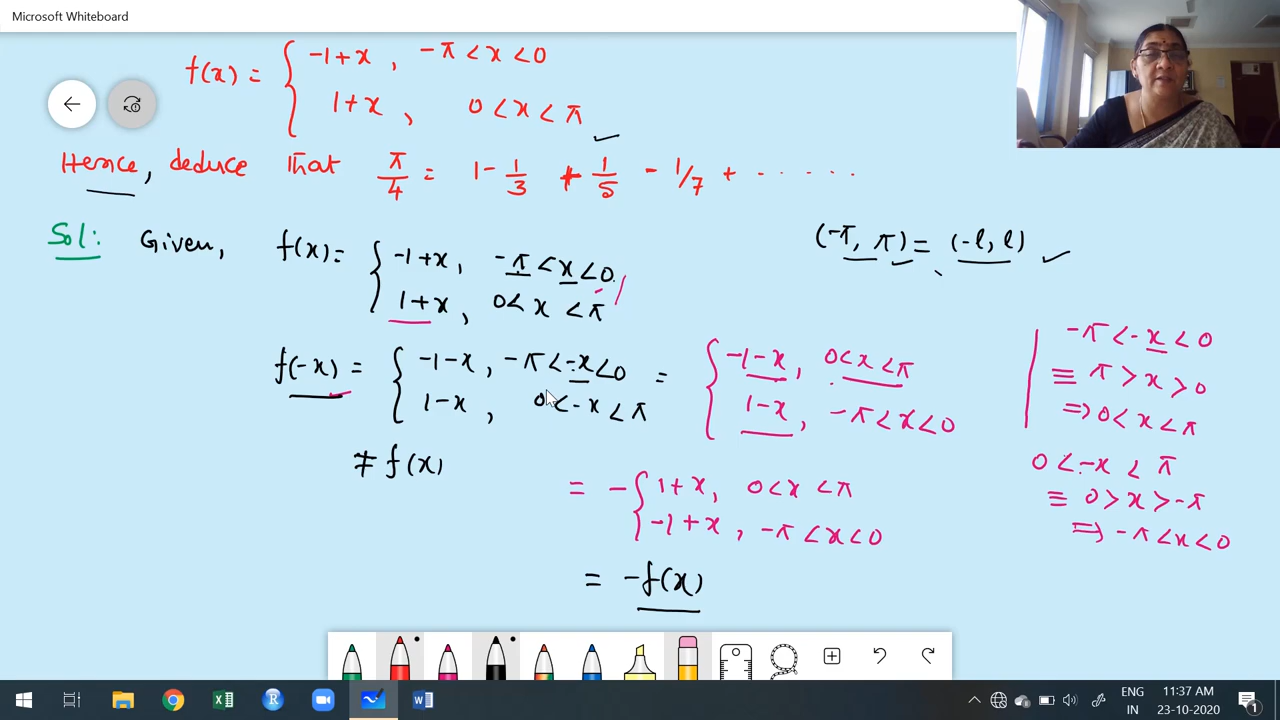 Microsoft Whiteboard
f(x) = { -1+x , -π < x < 0
1+x , 0 < x < π
Hence, deduce That π/4 = 1 - 1/3 + 1/5 - 1/7 + ......
Sol: Given, f(x) = { -1+x , -π < x < 0
1+x , 0 < x < π
(-π, π) = (-l, l)
f(-x) = { -1-x , -π < -x < 0
1-x , 0 < -x < π
= { -1-x , 0 < x < π
1-x , -π < x < 0
≠ f(x)
= - { 1+x , 0 < x < π
-1+x , -π < x < 0
= -f(x)
-π < -x < 0
≡ π > x > 0
⇒ 0 < x < π
0 < -x < π
≡ 0 > x > -π
⇒ -π < x < 0
ENG
IN
11:37 AM
23-10-2020
1